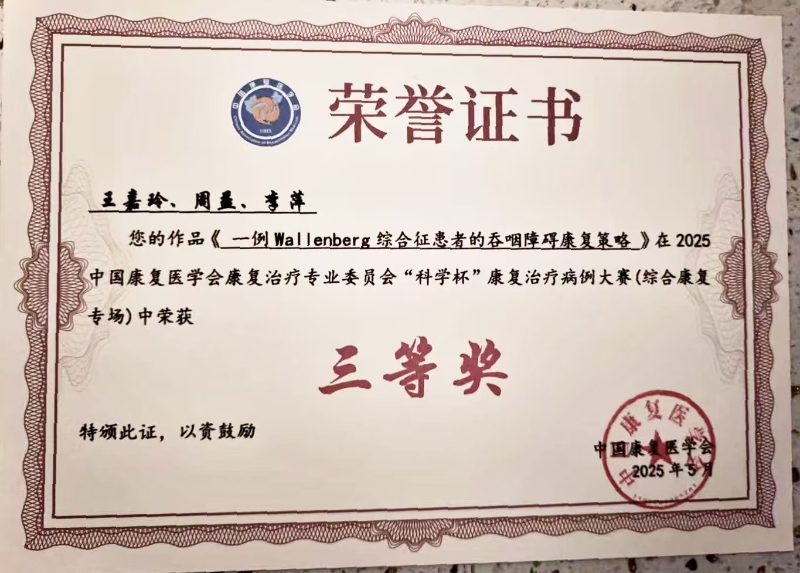 荣誉证书
王嘉玲、周盈、李萍
您的作品《 一例Wallenberg综合征患者的吞咽障碍康复策略 》在2025
中国康复医学会康复治疗专业委员会“科学杯”康复治疗病例大赛(综合康复
专场)中荣获
三等奖
特颁此证，以资鼓励
中国康复医学会
2025年5月